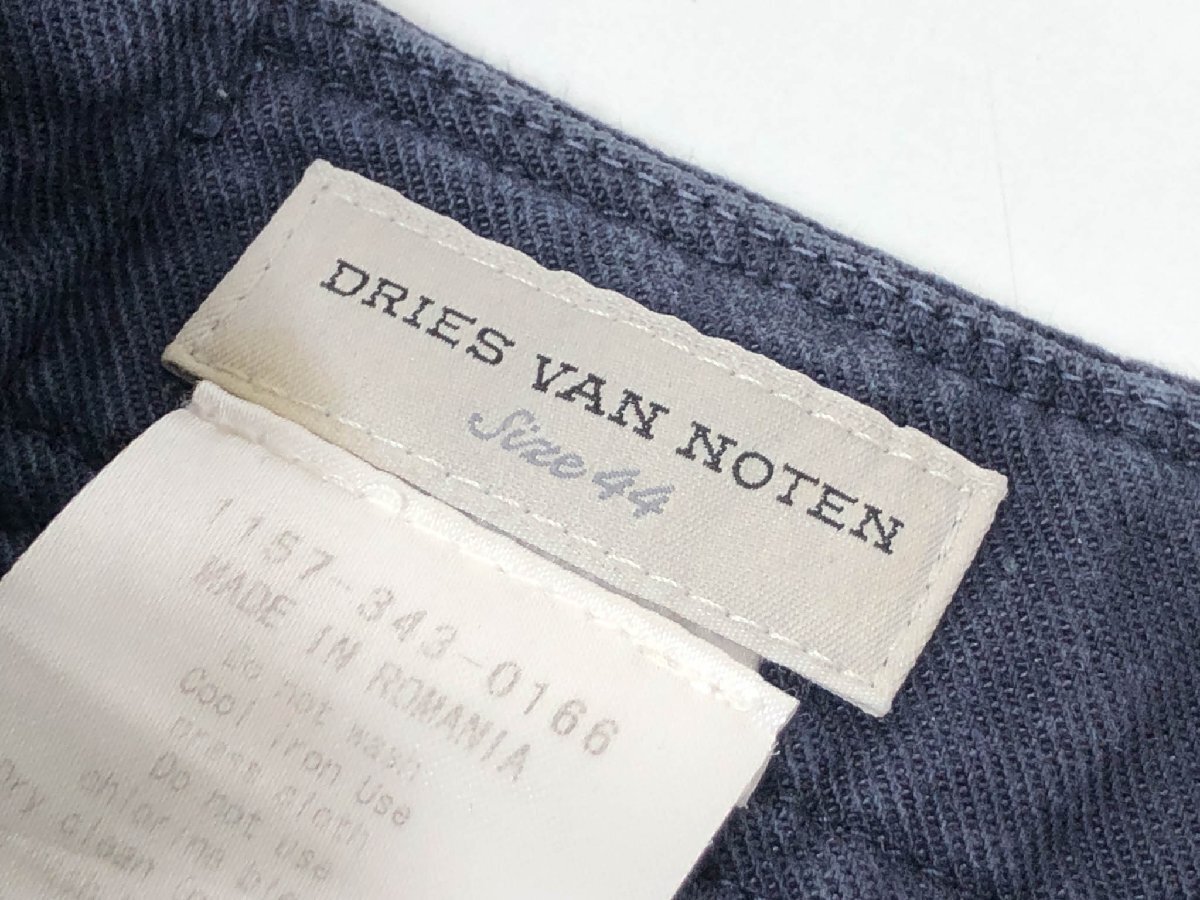 DRIES VAN NOTEN
Size 44
1157-343-0166
MADE IN ROMANIA
Do not wash
Cool iron Use
Press cloth
Do not use
chlorine
dry clean